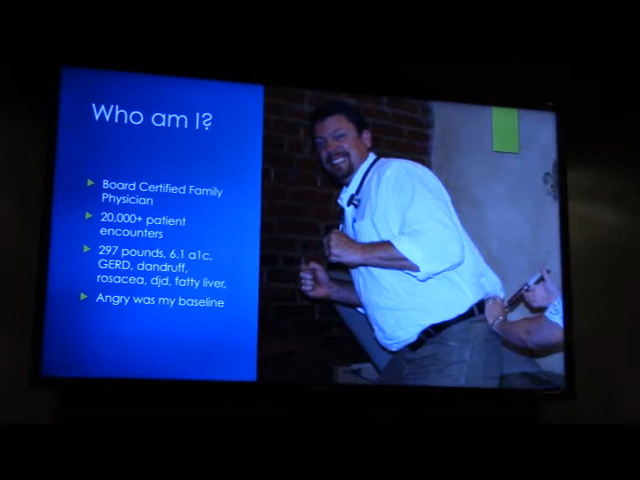 Who am I?
Board Certified Family
Physician
20,000+ patient
encounters
297 pounds, 6.1 a1c,
GERD, dandruff,
rosacea, djd, fatty liver,
Angry was my baseline